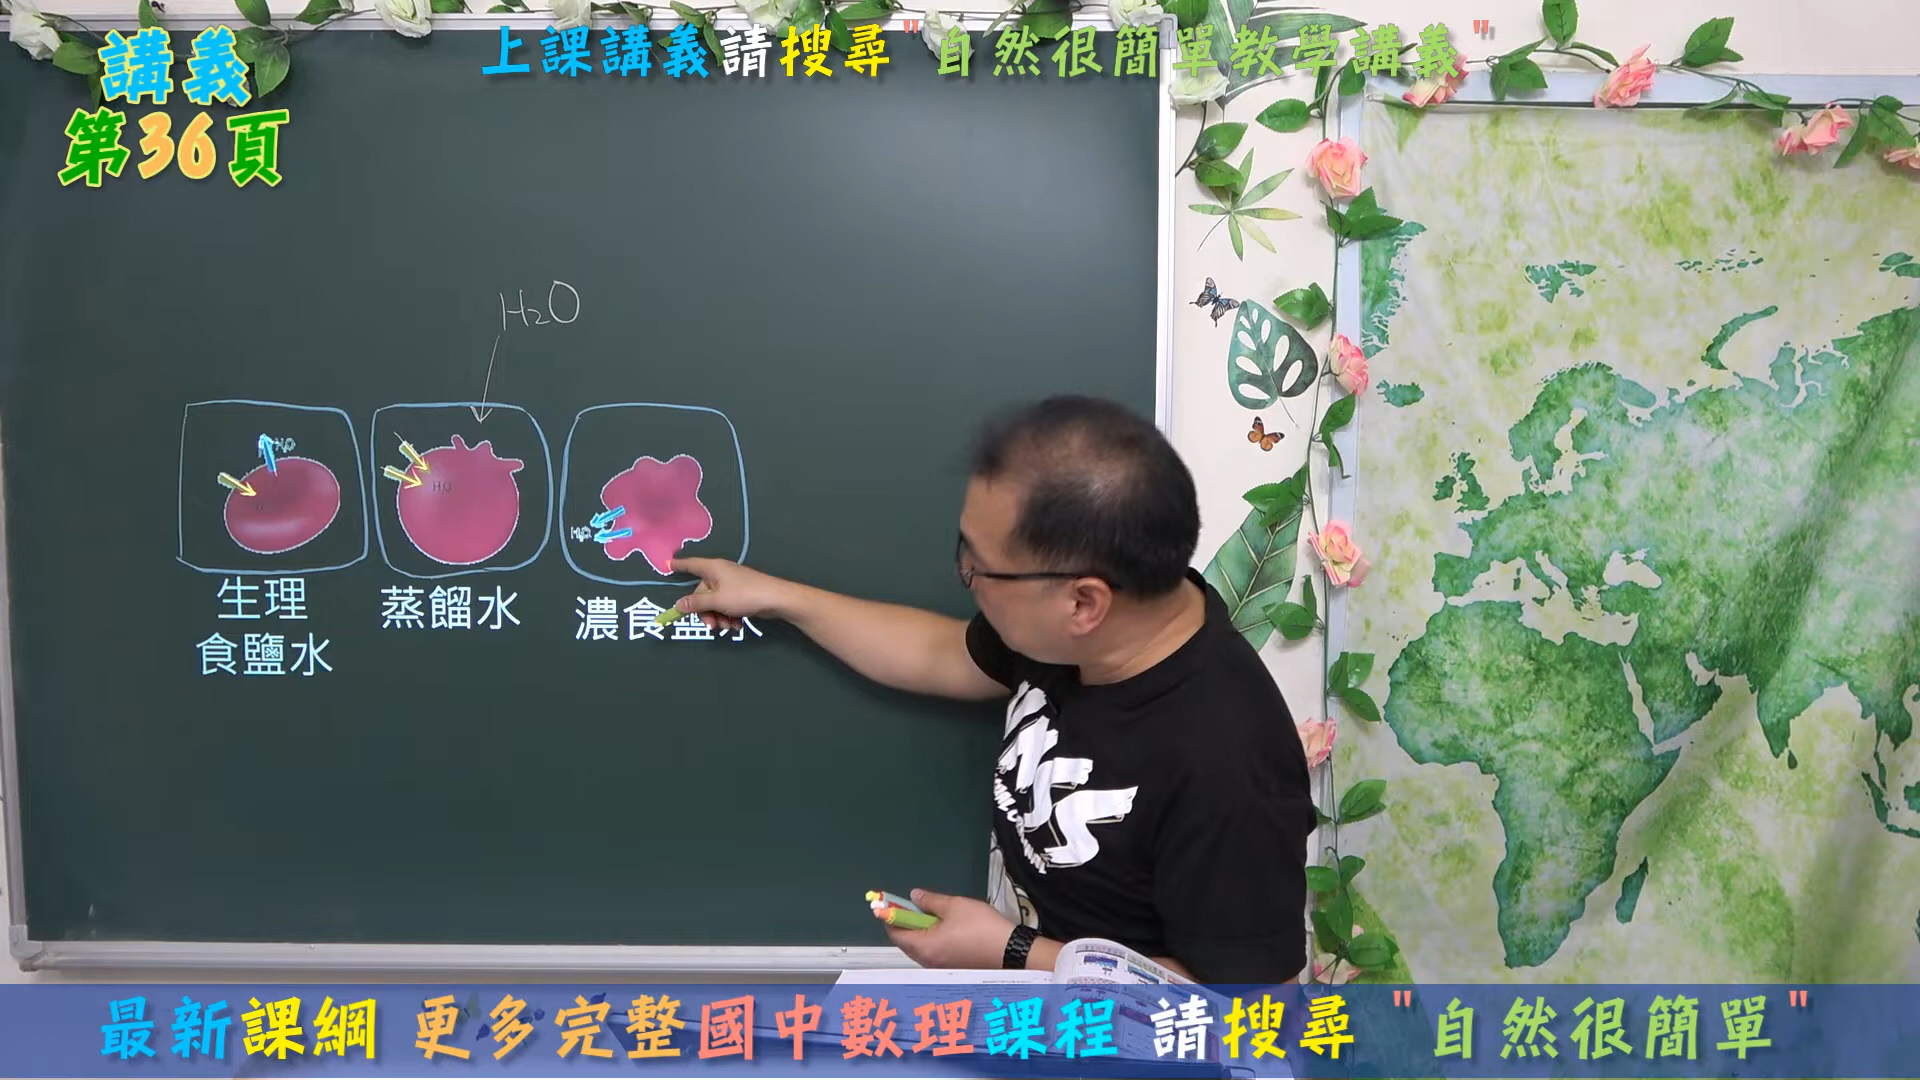 上課講義請搜尋"自然很簡單教學講義"
講義
第36頁
H₂O
H₂O
H₂O
H₂O
生理
食鹽水
蒸餾水
濃食鹽水
最新課綱 更多完整國中數理課程 請搜尋 "自然很簡單"